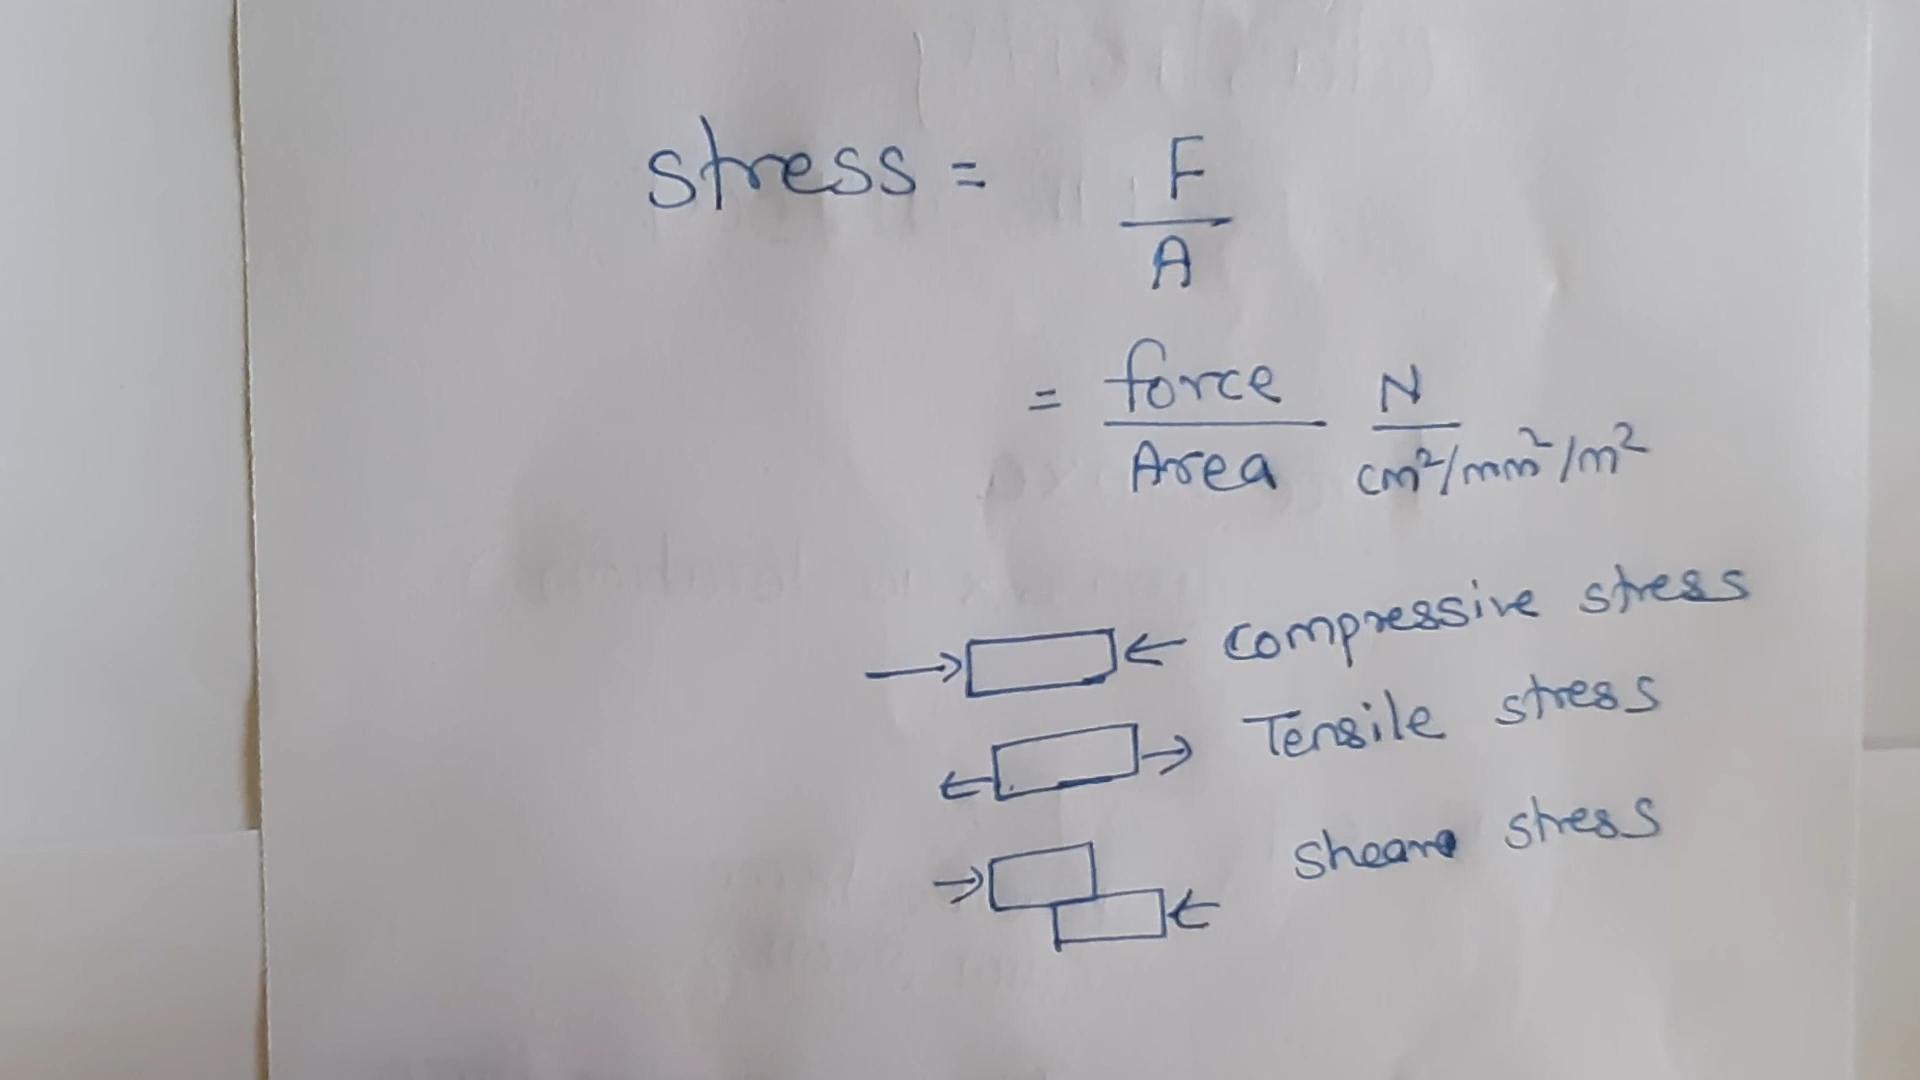 stress = F/A
= force/Area N/cm²/mm²/m²
compressive stress
Tensile stress
shear stress